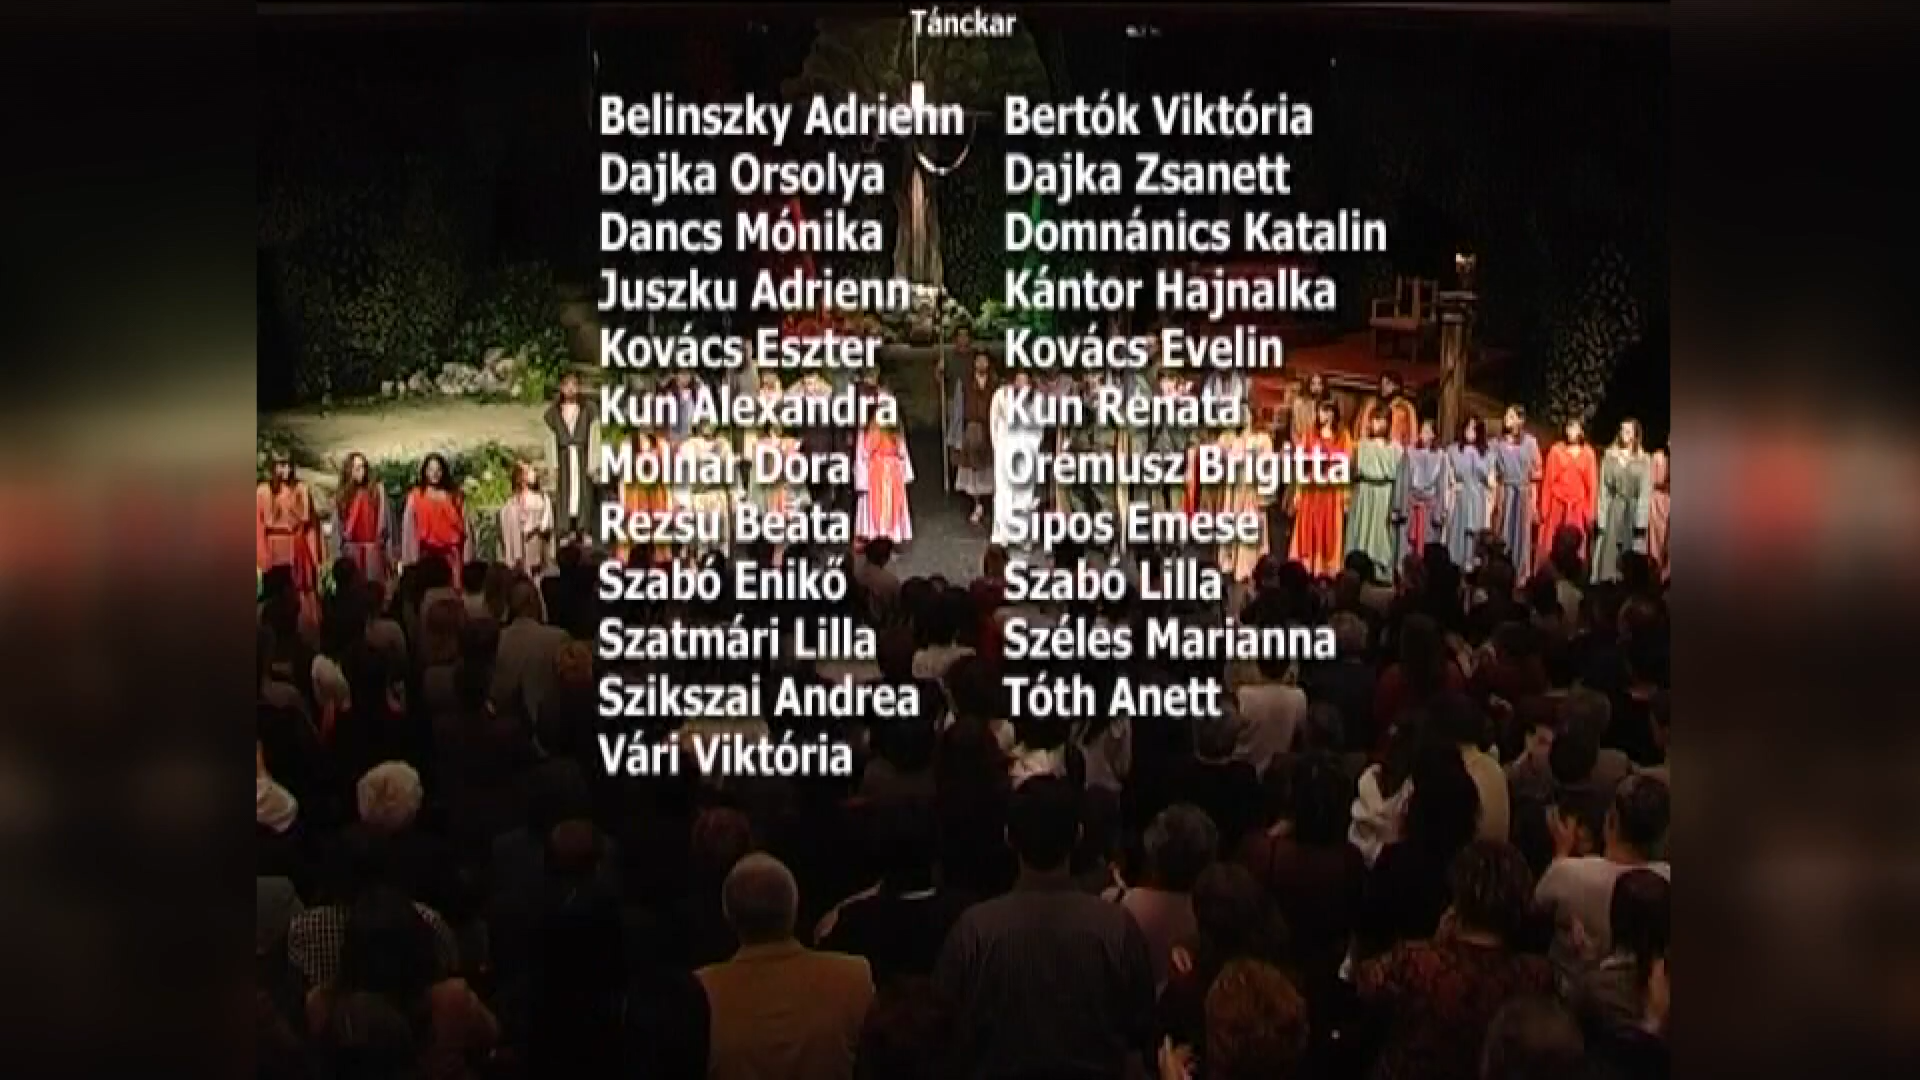 Tánckar
Belinszky Adrienn Bertók Viktória
Dajka Orsolya Dajka Zsanett
Dancs Mónika Domnánics Katalin
Juszku Adrienn Kántor Hajnalka
Kovács Eszter Kovács Evelin
Kun Alexandra Kun Renáta
Molnár Dóra Orémusz Brigitta
Rezsu Beáta Sipos Emese
Szabó Enikő Szabó Lilla
Szatmári Lilla Széles Marianna
Szikszai Andrea Tóth Anett
Vári Viktória